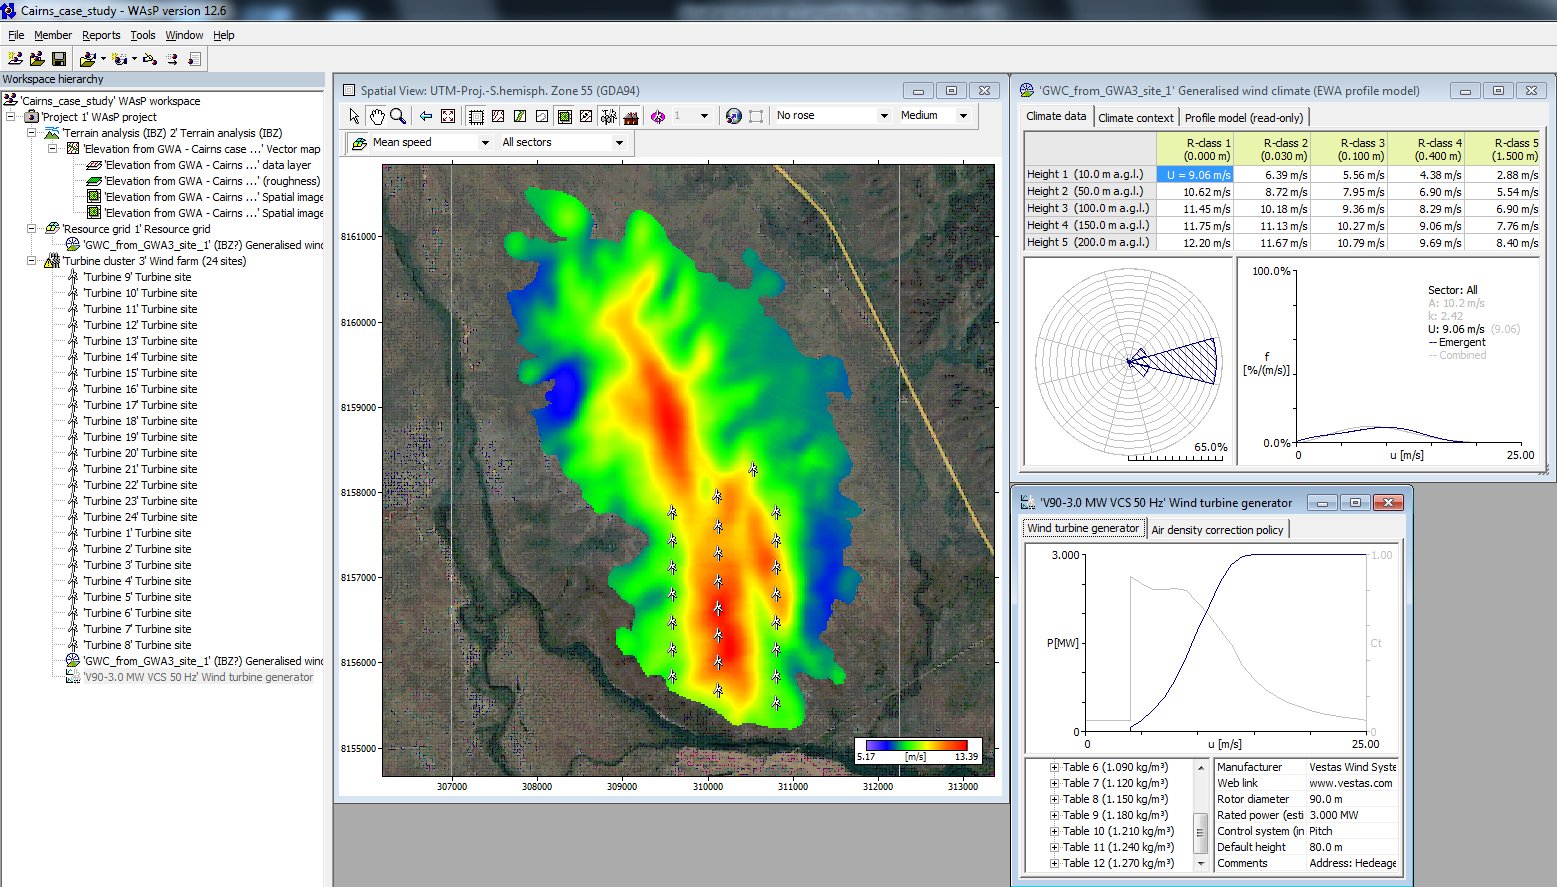 Cairns_case_study - WAsP version 12.6
File Member Reports Tools Window Help
Workspace hierarchy
'Cairns_case_study' WAsP workspace
'Project 1' WAsP project
'Terrain analysis (IBZ) 2' Terrain analysis (IBZ)
'Elevation from GWA - Cairns case ...' Vector map
'Elevation from GWA - Cairns ...' data layer
'Elevation from GWA - Cairns ...' (roughness)
'Elevation from GWA - Cairns ...' Spatial image
'Elevation from GWA - Cairns ...' Spatial image
'Resource grid 1' Resource grid
'GWC_from_GWA3_site_1' (IBZ?) Generalised wind
'Turbine cluster 3' Wind farm (24 sites)
'Turbine 9' Turbine site
'Turbine 10' Turbine site
'Turbine 11' Turbine site
'Turbine 12' Turbine site
'Turbine 13' Turbine site
'Turbine 14' Turbine site
'Turbine 15' Turbine site
'Turbine 16' Turbine site
'Turbine 17' Turbine site
'Turbine 18' Turbine site
'Turbine 19' Turbine site
'Turbine 20' Turbine site
'Turbine 21' Turbine site
'Turbine 22' Turbine site
'Turbine 23' Turbine site
'Turbine 24' Turbine site
'Turbine 1' Turbine site
'Turbine 2' Turbine site
'Turbine 3' Turbine site
'Turbine 4' Turbine site
'Turbine 5' Turbine site
'Turbine 6' Turbine site
'Turbine 7' Turbine site
'Turbine 8' Turbine site
'GWC_from_GWA3_site_1' (IBZ?) Generalised wind
'V90-3.0 MW VCS 50 Hz' Wind turbine generator
Spatial View: UTM-Proj.-S.hemisph. Zone 55 (GDA94)
1 No rose Medium
Mean speed All sectors
8161000
8160000
8159000
8158000
8157000
8156000
8155000
5.17 [m/s] 13.39
307000 308000 309000 310000 311000 312000 313000
'GWC_from_GWA3_site_1' Generalised wind climate (EWA profile model)
Climate data Climate context Profile model (read-only)
R-class 1 R-class 2 R-class 3 R-class 4 R-class 5
(0.000 m) (0.030 m) (0.100 m) (0.400 m) (1.500 m)
Height 1 (10.0 m a.g.l.) U = 9.06 m/s 6.39 m/s 5.56 m/s 4.38 m/s 2.88 m/s
Height 2 (50.0 m a.g.l.) 10.62 m/s 8.72 m/s 7.95 m/s 6.90 m/s 5.54 m/s
Height 3 (100.0 m a.g.l.) 11.45 m/s 10.18 m/s 9.36 m/s 8.29 m/s 6.90 m/s
Height 4 (150.0 m a.g.l.) 11.75 m/s 11.13 m/s 10.27 m/s 9.06 m/s 7.76 m/s
Height 5 (200.0 m a.g.l.) 12.20 m/s 11.67 m/s 10.79 m/s 9.69 m/s 8.40 m/s
65.0%
100.0%
Sector: All
A: 10.2 m/s
k: 2.42
U: 9.06 m/s (9.06)
-- Emergent
-- Combined
f
[%/(m/s)]
0.0%
0 u [m/s] 25.00
'V90-3.0 MW VCS 50 Hz' Wind turbine generator
Wind turbine generator Air density correction policy
3.000 1.00
P[MW] Ct
0 0
0 u [m/s] 25.00
Table 6 (1.090 kg/m³)
Table 7 (1.120 kg/m³)
Table 8 (1.150 kg/m³)
Table 9 (1.180 kg/m³)
Table 10 (1.210 kg/m³)
Table 11 (1.240 kg/m³)
Table 12 (1.270 kg/m³)
Manufacturer Vestas Wind Syste
Web link www.vestas.com
Rotor diameter 90.0 m
Rated power (esti 3.000 MW
Control system (in Pitch
Default height 80.0 m
Comments Address: Hedeage